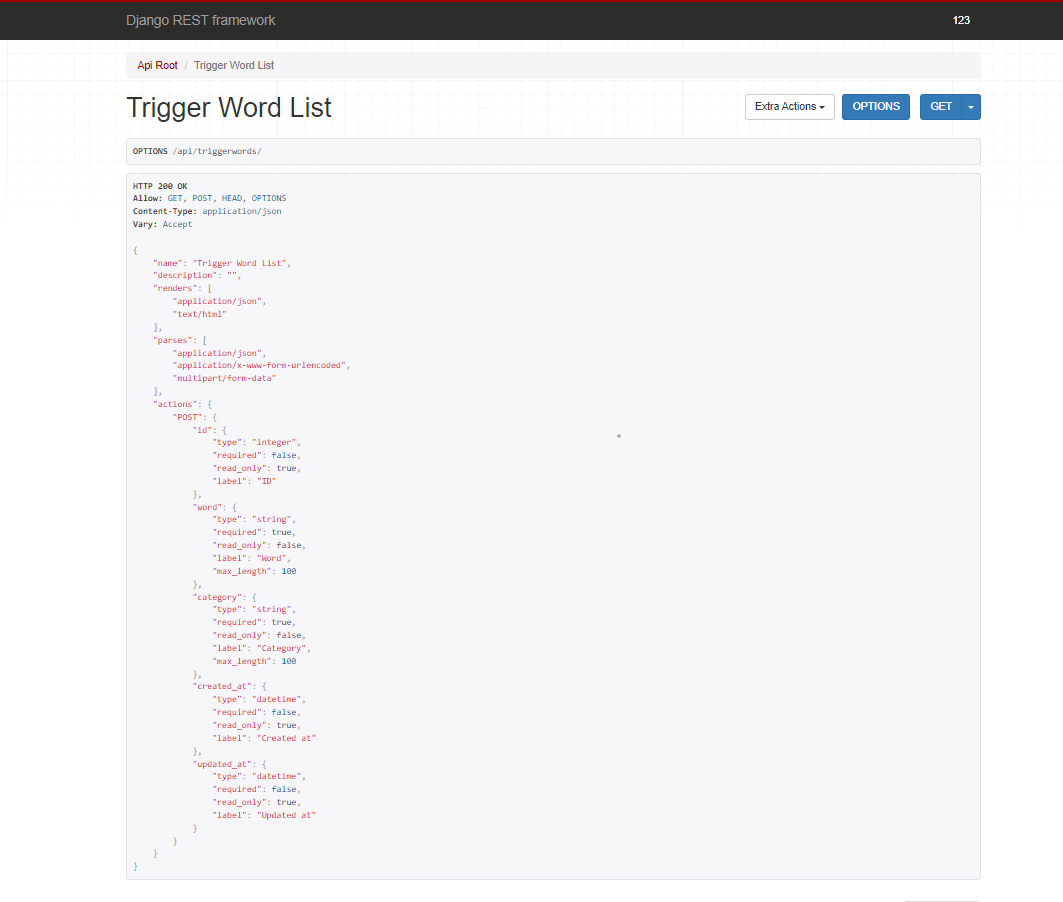 Django REST framework
123
Api Root / Trigger Word List
Trigger Word List
Extra Actions
OPTIONS
GET
OPTIONS /api/triggerwords/
HTTP 200 OK
Allow: GET, POST, HEAD, OPTIONS
Content-Type: application/json
Vary: Accept
{
    "name": "Trigger Word List",
    "description": "",
    "renders": [
        "application/json",
        "text/html"
    ],
    "parses": [
        "application/json",
        "application/x-www-form-urlencoded",
        "multipart/form-data"
    ],
    "actions": {
        "POST": {
            "id": {
                "type": "integer",
                "required": false,
                "read_only": true,
                "label": "ID"
            },
            "word": {
                "type": "string",
                "required": true,
                "read_only": false,
                "label": "Word",
                "max_length": 100
            },
            "category": {
                "type": "string",
                "required": true,
                "read_only": false,
                "label": "Category",
                "max_length": 100
            },
            "created_at": {
                "type": "datetime",
                "required": false,
                "read_only": true,
                "label": "Created at"
            },
            "updated_at": {
                "type": "datetime",
                "required": false,
                "read_only": true,
                "label": "Updated at"
            }
        }
    }
}